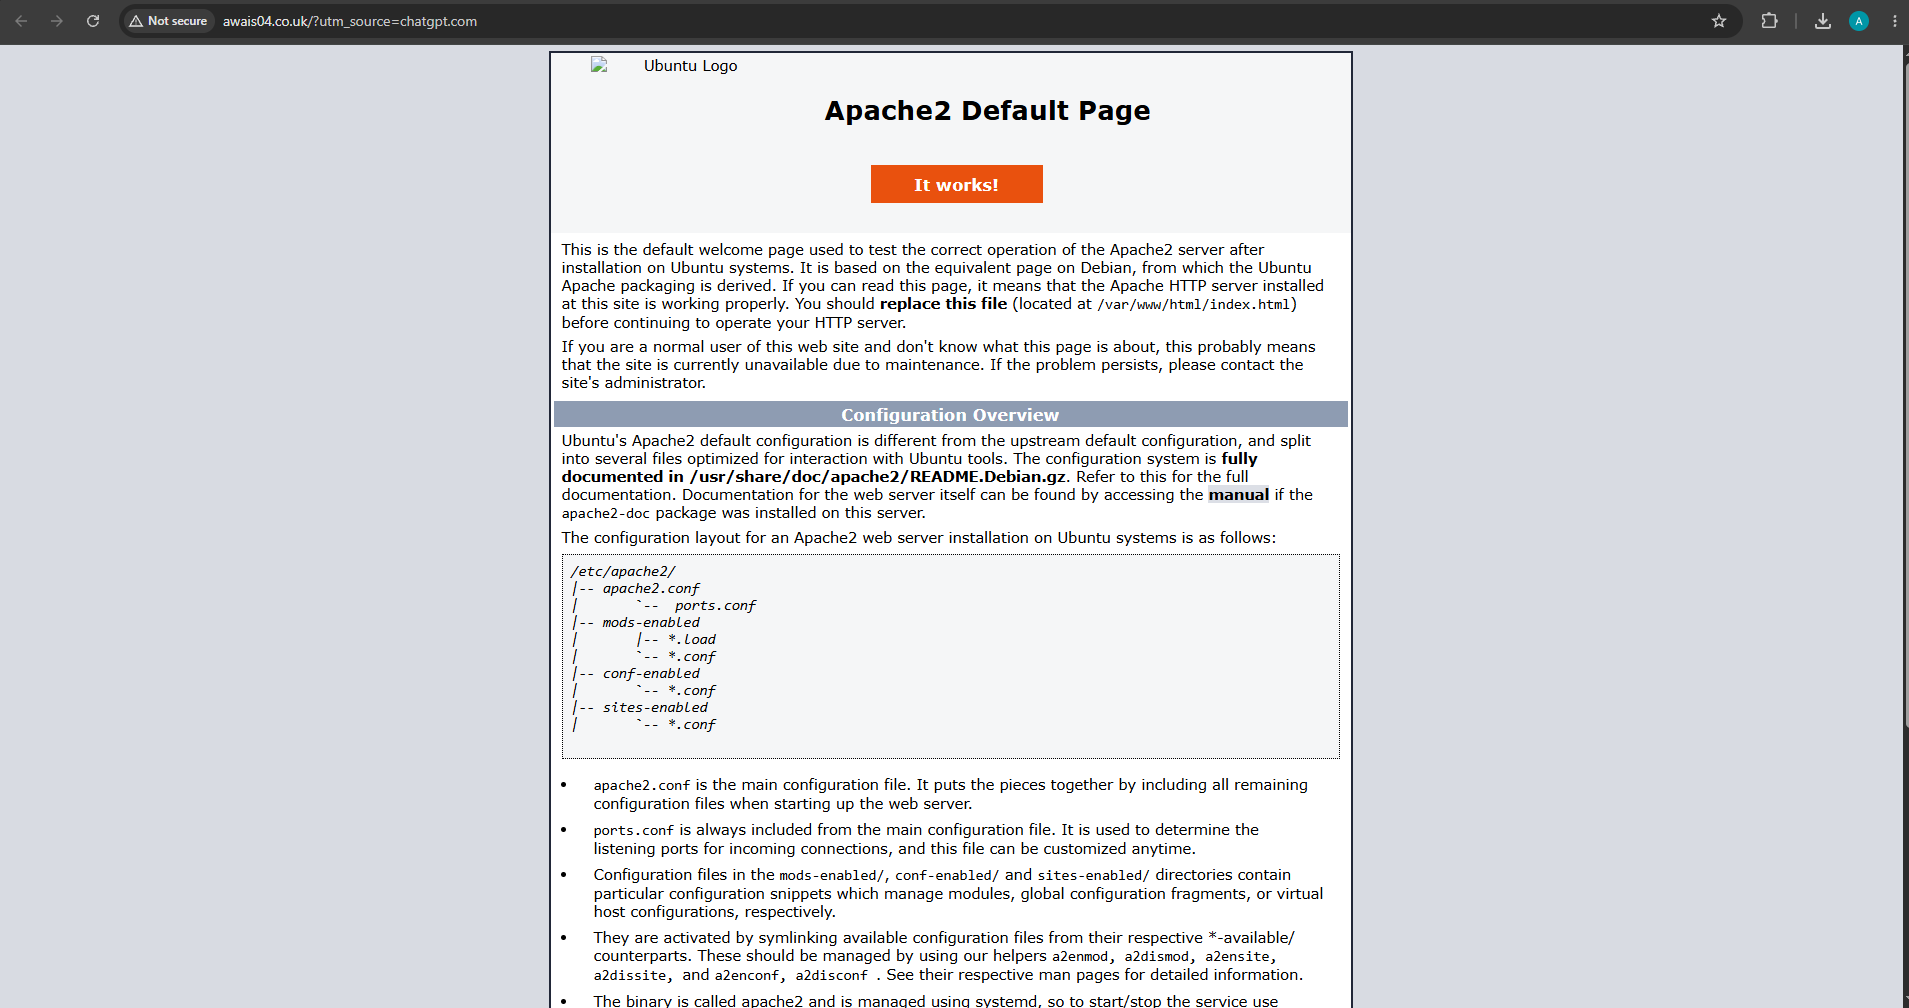 Not secure awais04.co.uk/?utm_source=chatgpt.com
A
Ubuntu Logo
Apache2 Default Page
It works!
This is the default welcome page used to test the correct operation of the Apache2 server after
installation on Ubuntu systems. It is based on the equivalent page on Debian, from which the Ubuntu
Apache packaging is derived. If you can read this page, it means that the Apache HTTP server installed
at this site is working properly. You should replace this file (located at /var/www/html/index.html)
before continuing to operate your HTTP server.
If you are a normal user of this web site and don't know what this page is about, this probably means
that the site is currently unavailable due to maintenance. If the problem persists, please contact the
site's administrator.
Configuration Overview
Ubuntu's Apache2 default configuration is different from the upstream default configuration, and split
into several files optimized for interaction with Ubuntu tools. The configuration system is fully
documented in /usr/share/doc/apache2/README.Debian.gz. Refer to this for the full
documentation. Documentation for the web server itself can be found by accessing the manual if the
apache2-doc package was installed on this server.
The configuration layout for an Apache2 web server installation on Ubuntu systems is as follows:
/etc/apache2/
|-- apache2.conf
|       `--  ports.conf
|-- mods-enabled
|       |-- *.load
|       `-- *.conf
|-- conf-enabled
|       `-- *.conf
|-- sites-enabled
|       `-- *.conf
• apache2.conf is the main configuration file. It puts the pieces together by including all remaining
configuration files when starting up the web server.
• ports.conf is always included from the main configuration file. It is used to determine the
listening ports for incoming connections, and this file can be customized anytime.
• Configuration files in the mods-enabled/, conf-enabled/ and sites-enabled/ directories contain
particular configuration snippets which manage modules, global configuration fragments, or virtual
host configurations, respectively.
• They are activated by symlinking available configuration files from their respective *-available/
counterparts. These should be managed by using our helpers a2enmod, a2dismod, a2ensite,
a2dissite, and a2enconf, a2disconf . See their respective man pages for detailed information.
• The binary is called apache2 and is managed using systemd, so to start/stop the service use